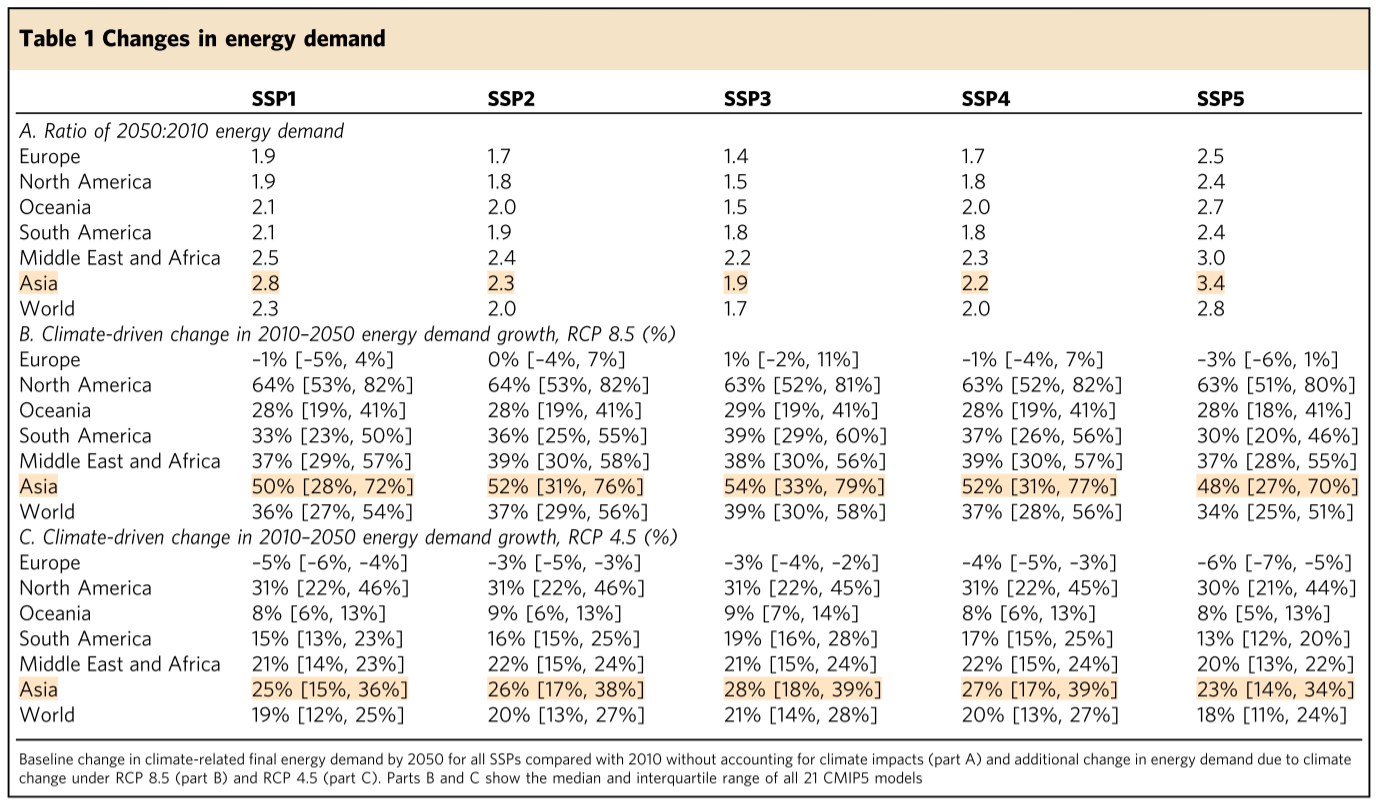 Table 1 Changes in energy demand
SSP1 SSP2 SSP3 SSP4 SSP5
A. Ratio of 2050:2010 energy demand
Europe 1.9 1.7 1.4 1.7 2.5
North America 1.9 1.8 1.5 1.8 2.4
Oceania 2.1 2.0 1.5 2.0 2.7
South America 2.1 1.9 1.8 1.8 2.4
Middle East and Africa 2.5 2.4 2.2 2.3 3.0
Asia 2.8 2.3 1.9 2.2 3.4
World 2.3 2.0 1.7 2.0 2.8
B. Climate-driven change in 2010–2050 energy demand growth, RCP 8.5 (%)
Europe –1% [–5%, 4%] 0% [–4%, 7%] 1% [–2%, 11%] –1% [–4%, 7%] –3% [–6%, 1%]
North America 64% [53%, 82%] 64% [53%, 82%] 63% [52%, 81%] 63% [52%, 82%] 63% [51%, 80%]
Oceania 28% [19%, 41%] 28% [19%, 41%] 29% [19%, 41%] 28% [19%, 41%] 28% [18%, 41%]
South America 33% [23%, 50%] 36% [25%, 55%] 39% [29%, 60%] 37% [26%, 56%] 30% [20%, 46%]
Middle East and Africa 37% [29%, 57%] 39% [30%, 58%] 38% [30%, 56%] 39% [30%, 57%] 37% [28%, 55%]
Asia 50% [28%, 72%] 52% [31%, 76%] 54% [33%, 79%] 52% [31%, 77%] 48% [27%, 70%]
World 36% [27%, 54%] 37% [29%, 56%] 39% [30%, 58%] 37% [28%, 56%] 34% [25%, 51%]
C. Climate-driven change in 2010–2050 energy demand growth, RCP 4.5 (%)
Europe –5% [–6%, –4%] –3% [–5%, –3%] –3% [–4%, –2%] –4% [–5%, –3%] –6% [–7%, –5%]
North America 31% [22%, 46%] 31% [22%, 46%] 31% [22%, 45%] 31% [22%, 45%] 30% [21%, 44%]
Oceania 8% [6%, 13%] 9% [6%, 13%] 9% [7%, 14%] 8% [6%, 13%] 8% [5%, 13%]
South America 15% [13%, 23%] 16% [15%, 25%] 19% [16%, 28%] 17% [15%, 25%] 13% [12%, 20%]
Middle East and Africa 21% [14%, 23%] 22% [15%, 24%] 21% [15%, 24%] 22% [15%, 24%] 20% [13%, 22%]
Asia 25% [15%, 36%] 26% [17%, 38%] 28% [18%, 39%] 27% [17%, 39%] 23% [14%, 34%]
World 19% [12%, 25%] 20% [13%, 27%] 21% [14%, 28%] 20% [13%, 27%] 18% [11%, 24%]
Baseline change in climate-related final energy demand by 2050 for all SSPs compared with 2010 without accounting for climate impacts (part A) and additional change in energy demand due to climate
change under RCP 8.5 (part B) and RCP 4.5 (part C). Parts B and C show the median and interquartile range of all 21 CMIP5 models